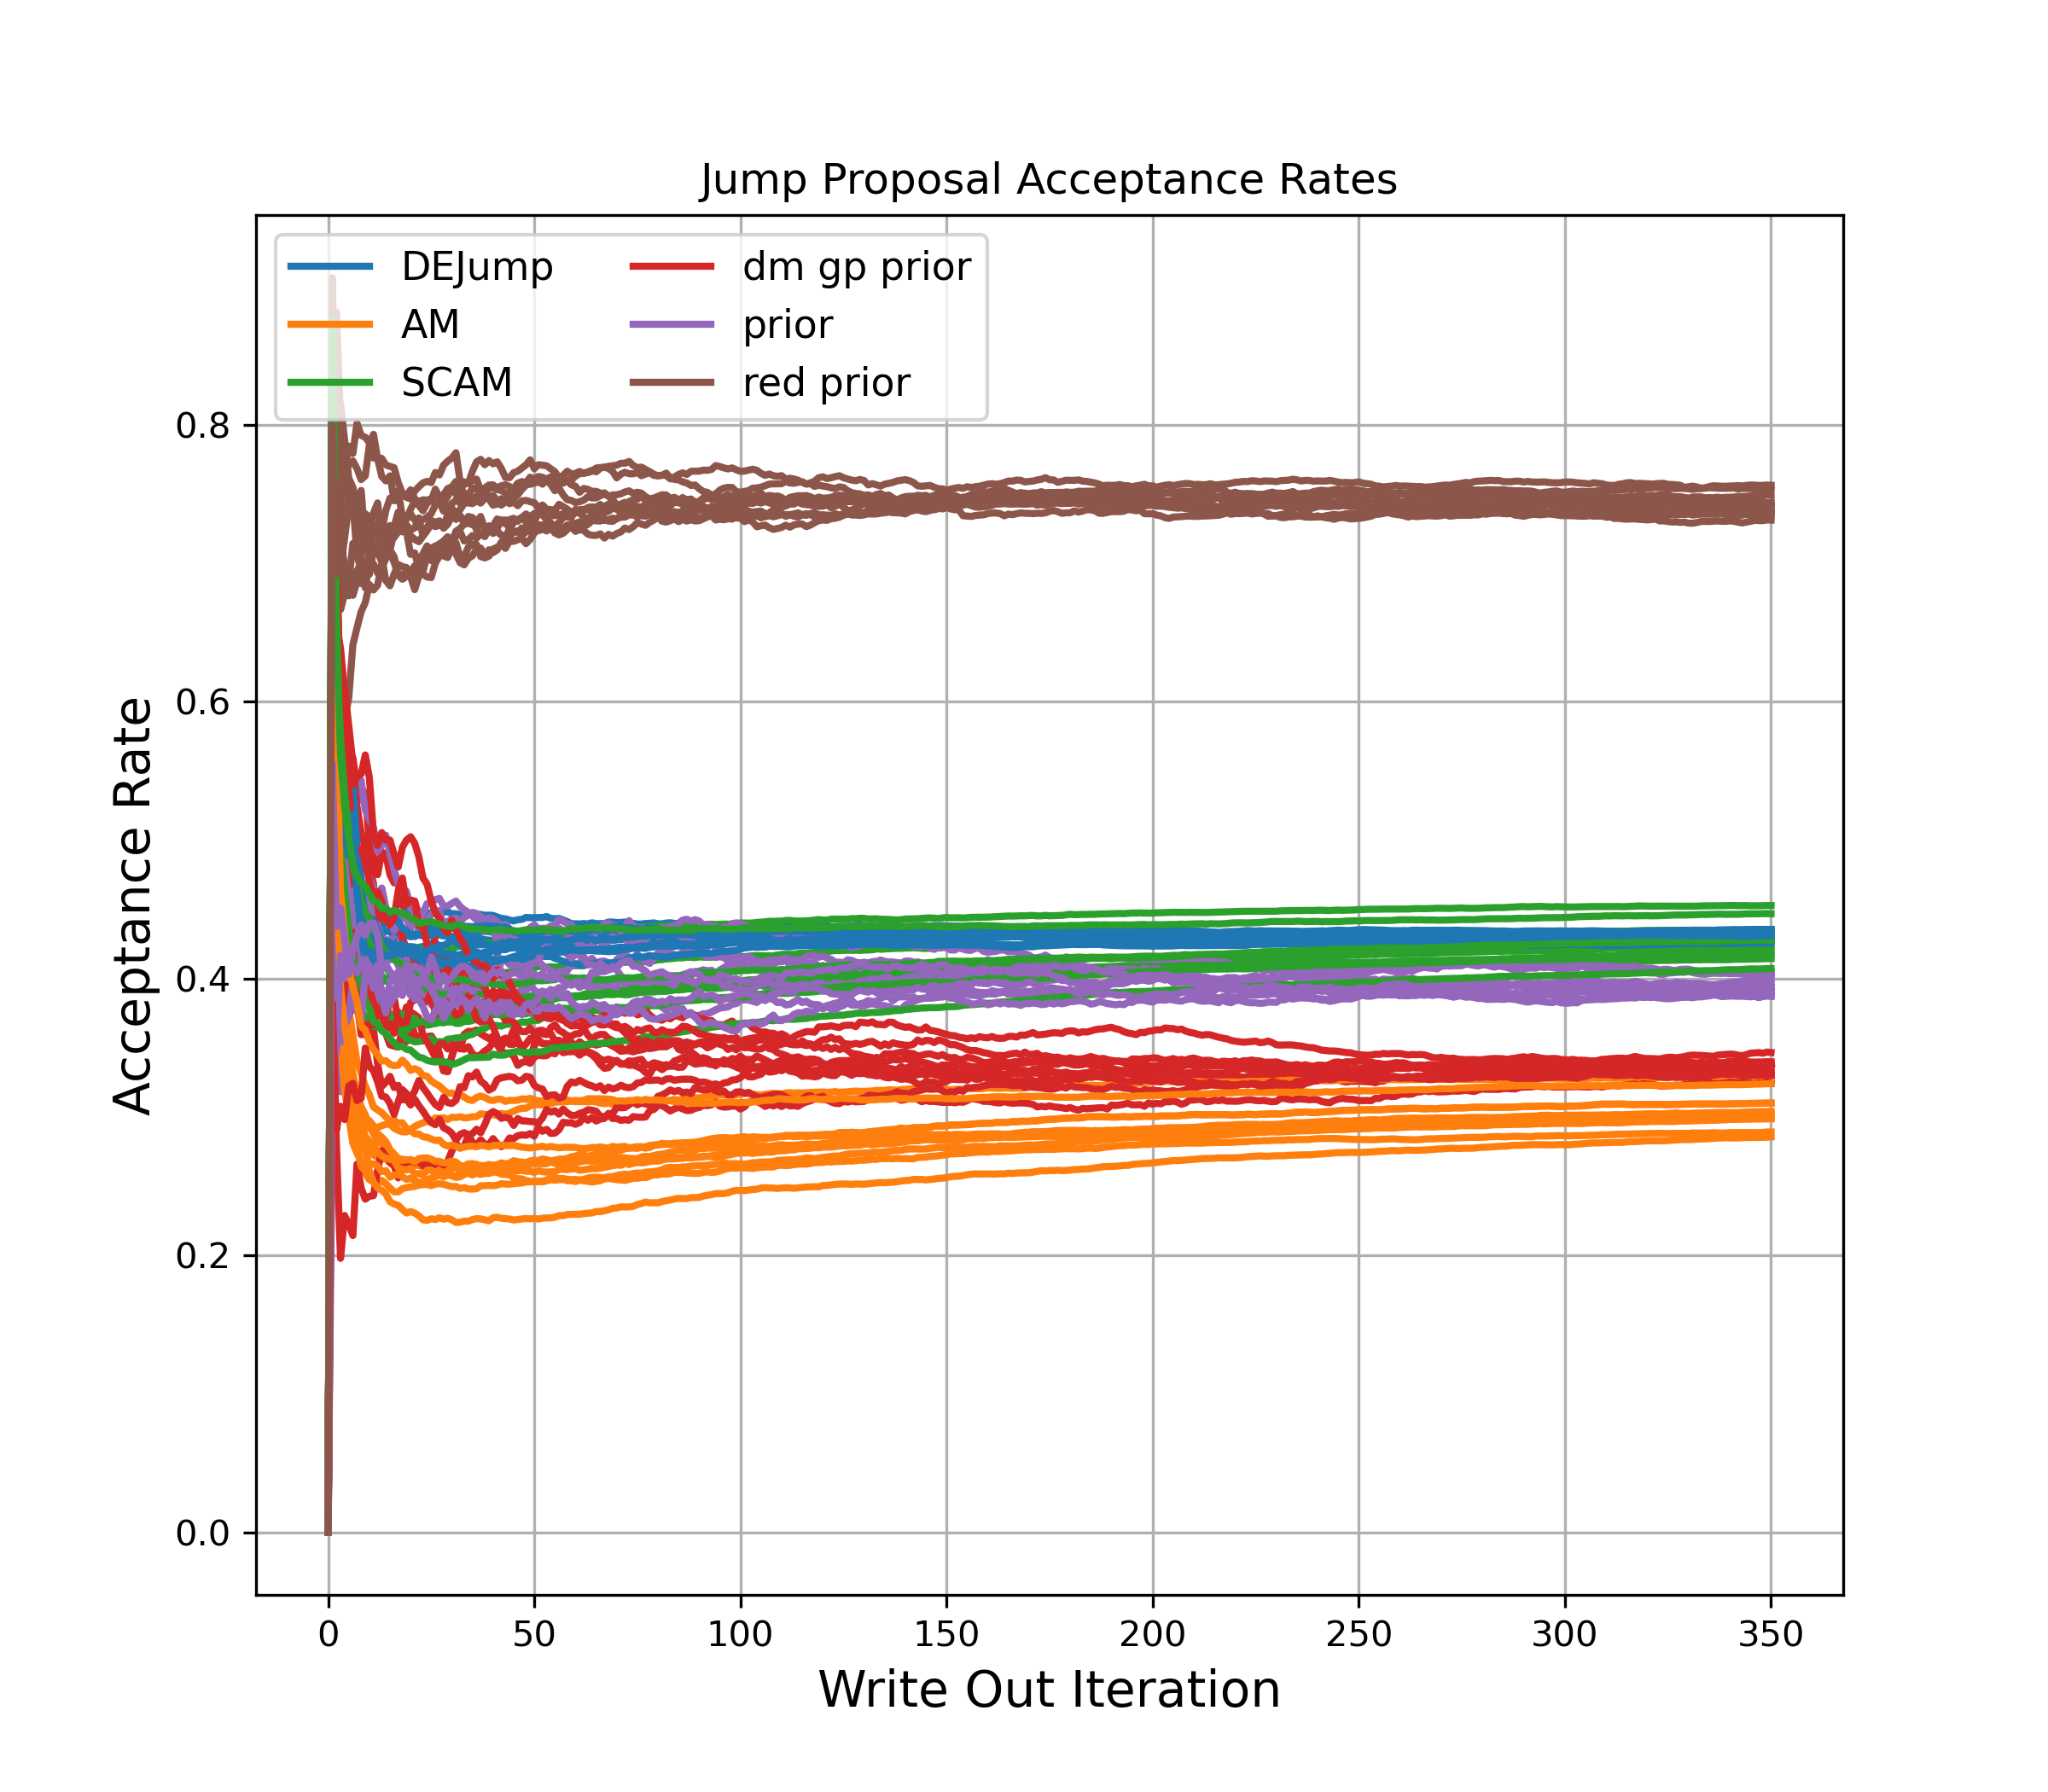 Jump Proposal Acceptance Rates
DEJump
AM
SCAM
dm gp prior
prior
red prior
Acceptance Rate
0.8
0.6
0.4
0.2
0.0
0 50 100 150 200 250 300 350
Write Out Iteration